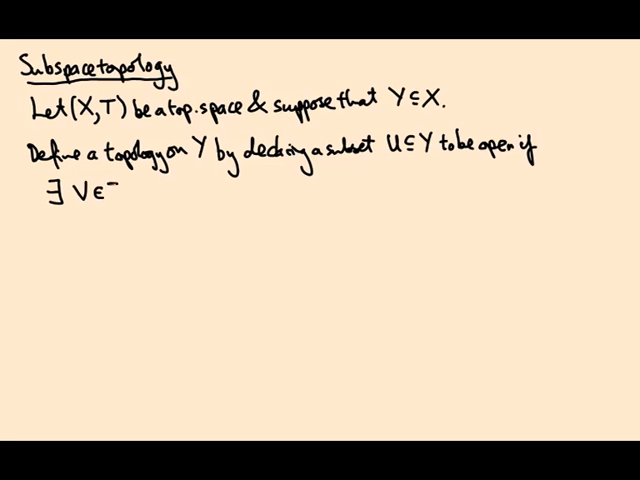 Subspace topology
Let (X,T) be a top. space & suppose that Y ⊆ X.
Define a topology on Y by declaring a subset U ⊆ Y to be open if
∃ V ∈